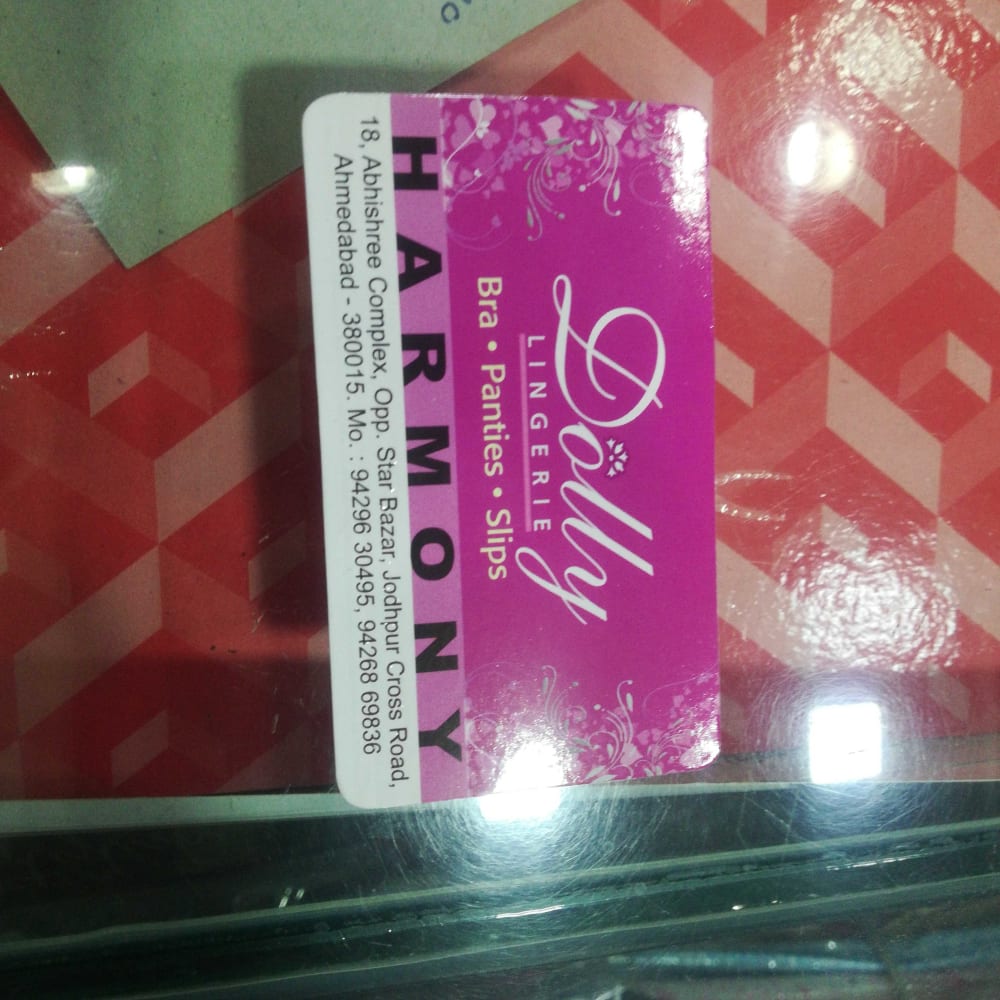 Dolly
LINGERIE
Bra • Panties • Slips
HARMONY
18, Abhishree Complex, Opp. Star Bazar, Jodhpur Cross Road,
Ahmedabad - 380015. Mo. : 94296 30495, 94268 69836